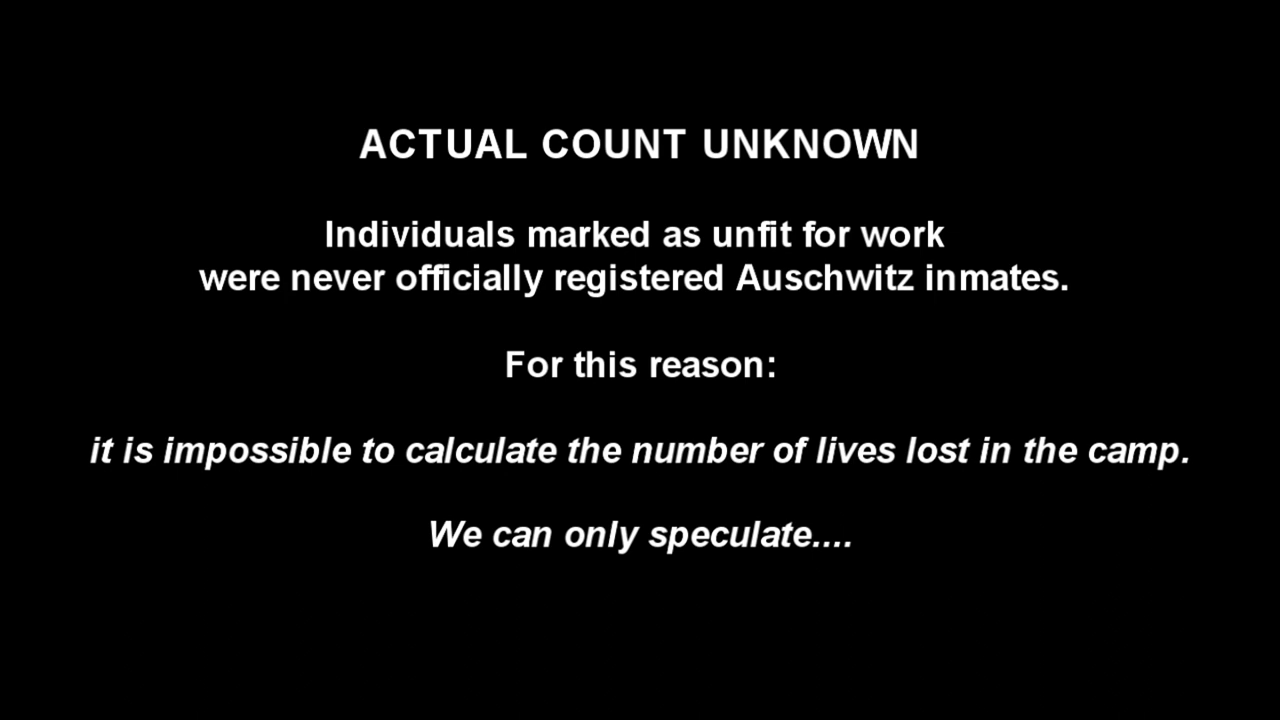 ACTUAL COUNT UNKNOWN
Individuals marked as unfit for work
were never officially registered Auschwitz inmates.
For this reason:
it is impossible to calculate the number of lives lost in the camp.
We can only speculate....